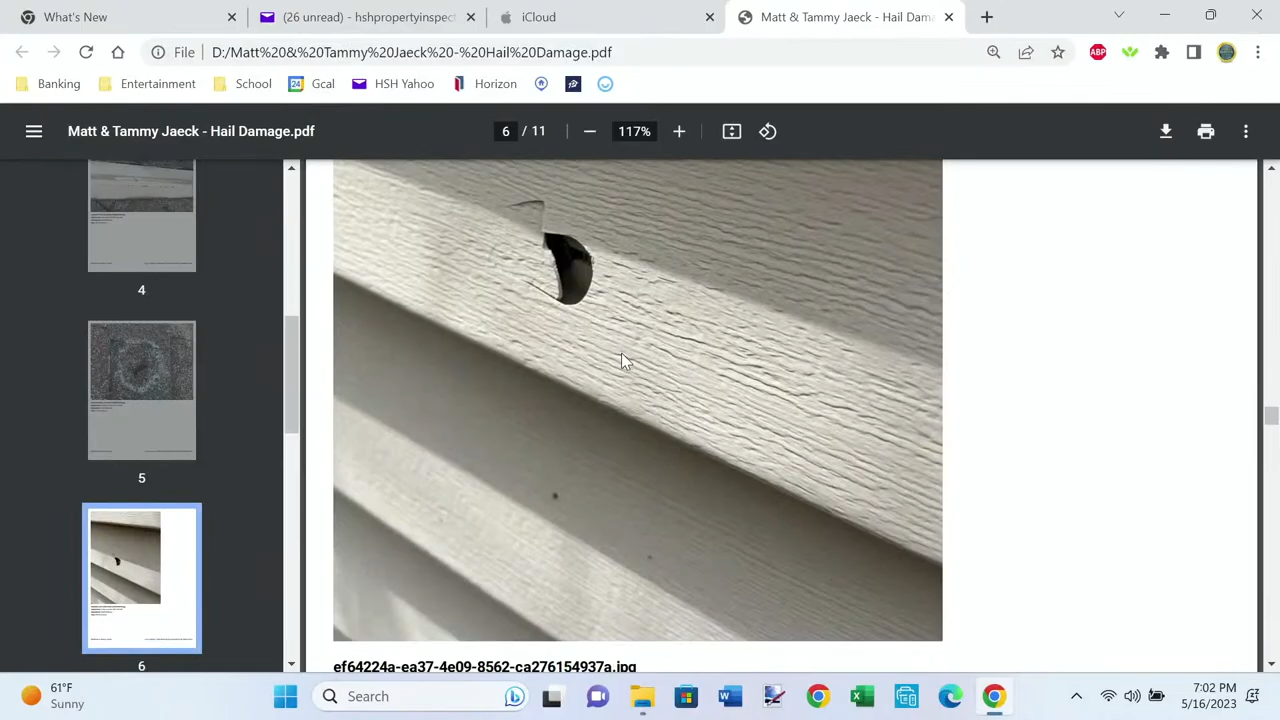 What's New
(26 unread) - hshpropertyinspect
iCloud
Matt & Tammy Jaeck - Hail Dama
File
D:/Matt%20&%20Tammy%20Jaeck%20-%20Hail%20Damage.pdf
ABP
Banking
Entertainment
School
24
Gcal
HSH Yahoo
Horizon
Matt & Tammy Jaeck - Hail Damage.pdf
6 / 11
117%
4
5
6
ef64224a-ea37-4e09-8562-ca276154937a.jpg
61°F
Sunny
Search
7:02 PM
5/16/2023